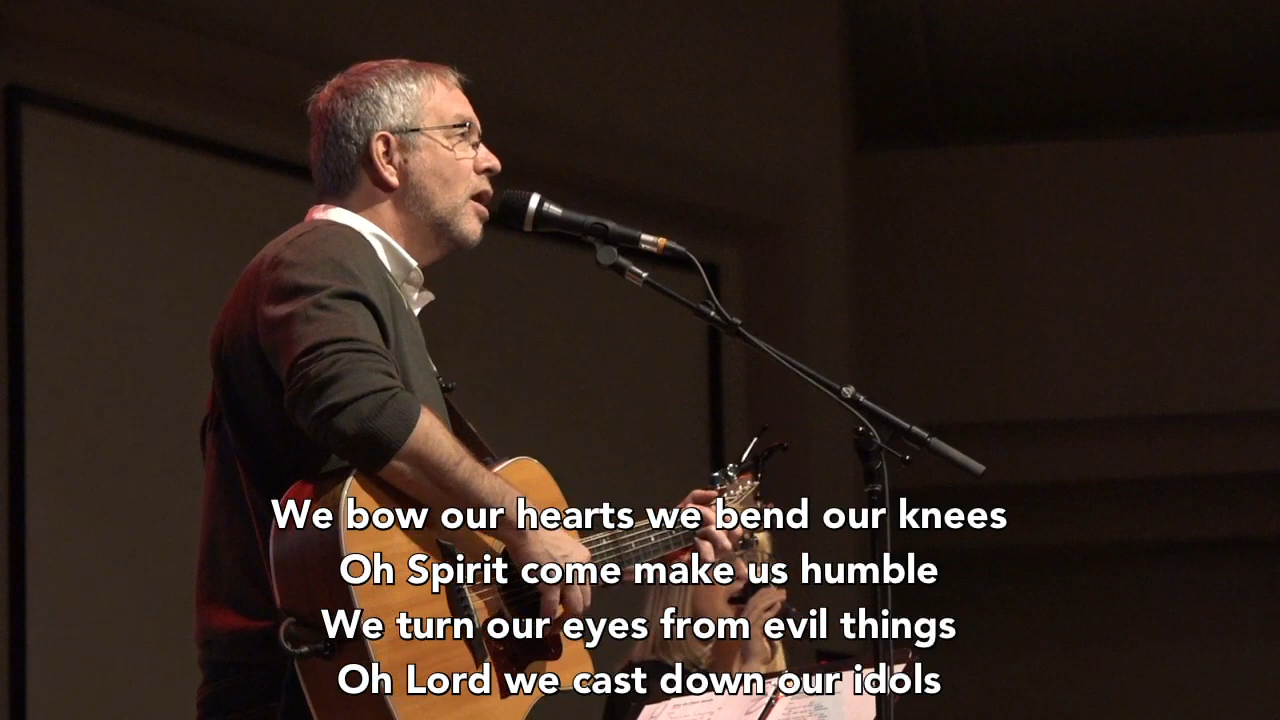 We bow our hearts we bend our knees
Oh Spirit come make us humble
We turn our eyes from evil things
Oh Lord we cast down our idols